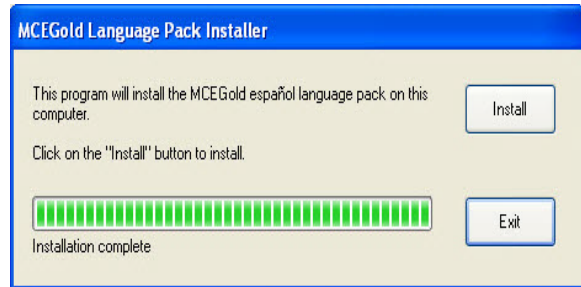 MCEGold Language Pack Installer
This program will install the MCEGold español language pack on this
computer.
Install
Click on the "Install" button to install.
Exit
Installation complete